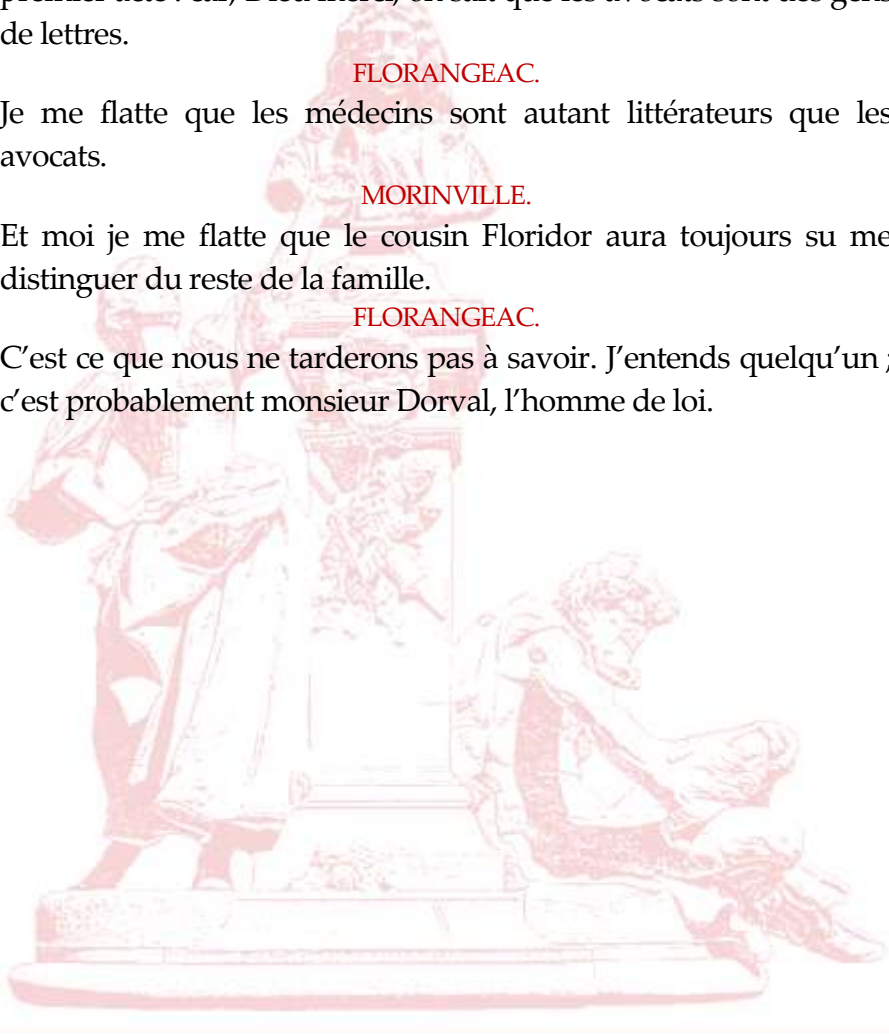 de lettres.
FLORANGEAC.
Je me flatte que les médecins sont autant littérateurs que les
avocats.
MORINVILLE.
Et moi je me flatte que le cousin Floridor aura toujours su me
distinguer du reste de la famille.
FLORANGEAC.
C’est ce que nous ne tarderons pas à savoir. J’entends quelqu’un ;
c’est probablement monsieur Dorval, l’homme de loi.